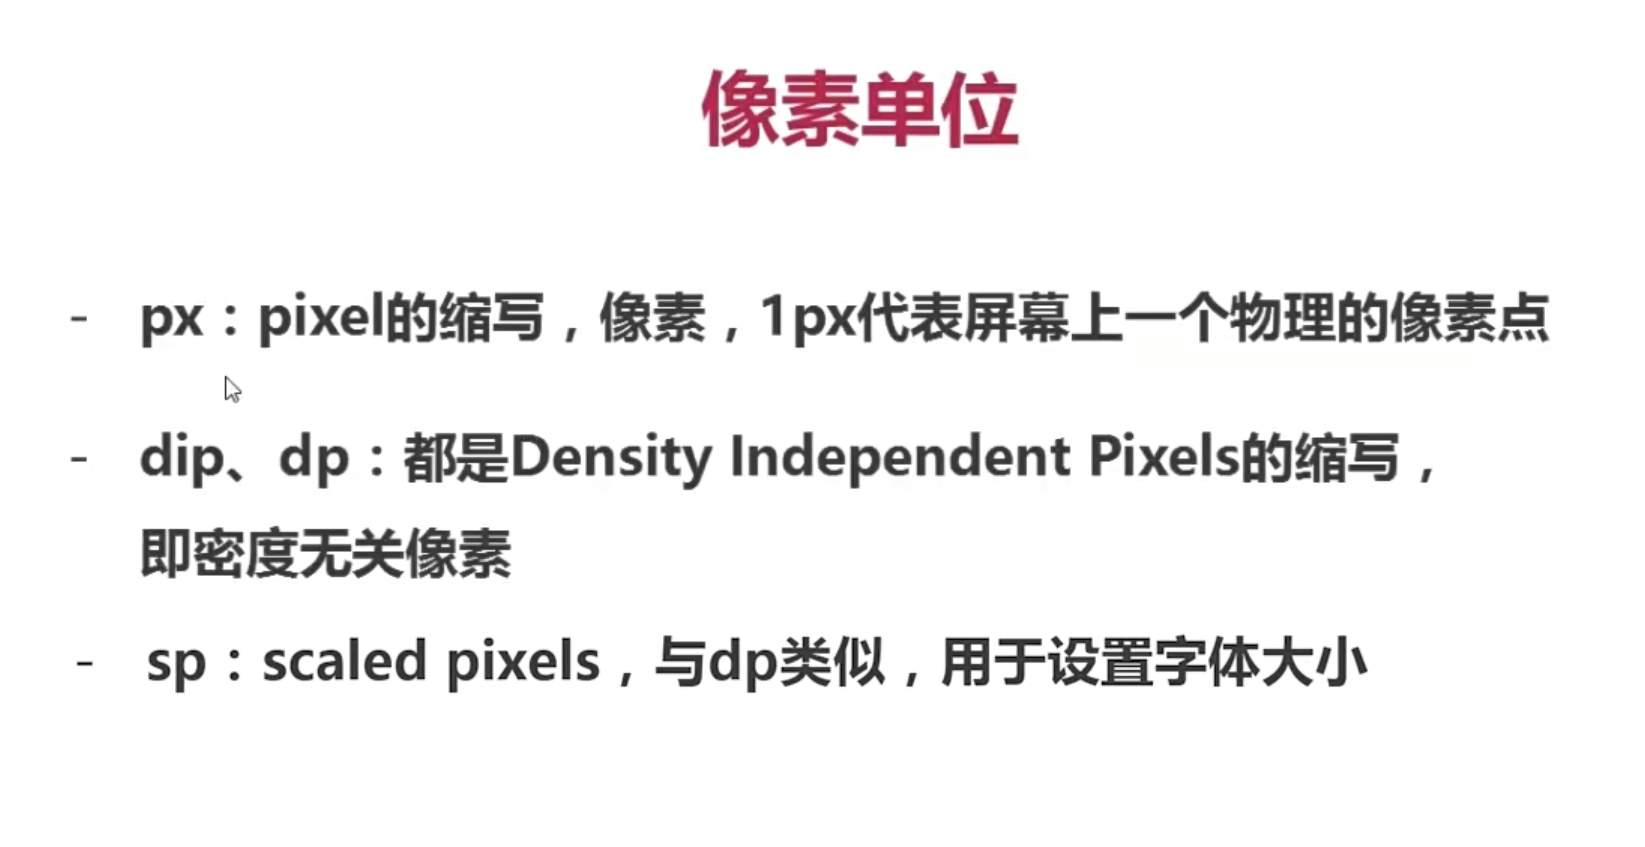 像素单位
- px：pixel的缩写，像素，1px代表屏幕上一个物理的像素点
- dip、dp：都是Density Independent Pixels的缩写，
即密度无关像素
- sp：scaled pixels，与dp类似，用于设置字体大小